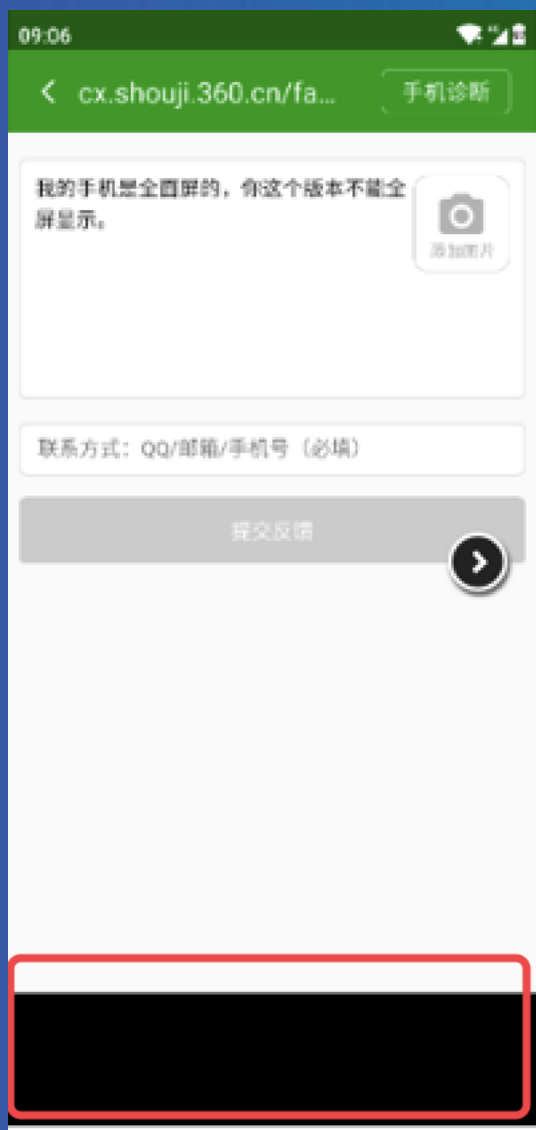 09:06
cx.shouji.360.cn/fa...
手机诊断
我的手机是全面屏的，你这个版本不能全
屏显示。
添加图片
联系方式：QQ/邮箱/手机号（必填）
提交反馈